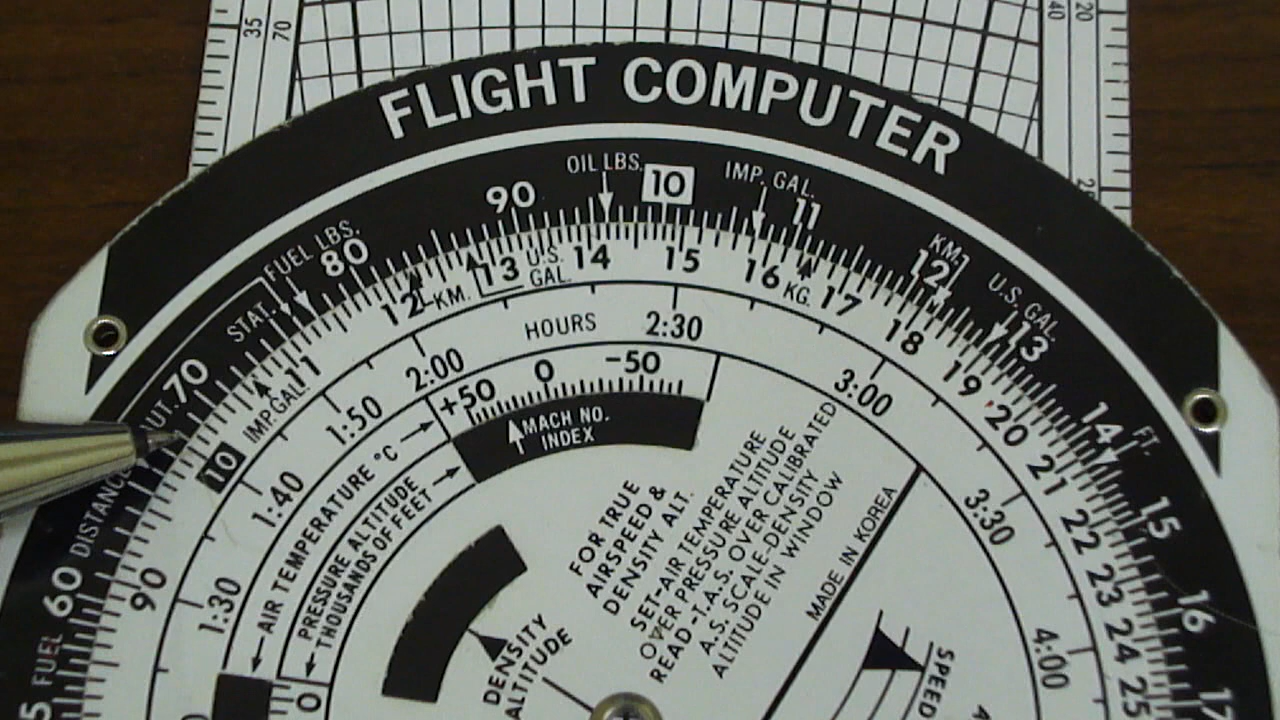 35
70
40
20
FLIGHT COMPUTER
OIL LBS.
10
IMP. GAL.
11
90
FUEL LBS.
80
KM.
12
U.S. GAL.
13
STAT.
70
14
FT.
15
16
17
DISTANCE
60
FUEL
12
KM.
13
U.S.
GAL.
14
15
16
KG.
17
18
19
20
21
22
23
24
25
11
IMP. GAL.
10
90
HOURS
2:30
2:00
1:50
1:40
1:30
3:00
3:30
4:00
+50
0
-50
MACH NO.
INDEX
AIR TEMPERATURE °C
PRESSURE ALTITUDE
THOUSANDS OF FEET
0
FOR TRUE
AIRSPEED &
DENSITY ALT.
SET-AIR TEMPERATURE
OVER PRESSURE ALTITUDE
READ-T.A.S. OVER CALIBRATED
A.S. SCALE-DENSITY
ALTITUDE IN WINDOW
MADE IN KOREA
DENSITY
ALTITUDE
SPEED